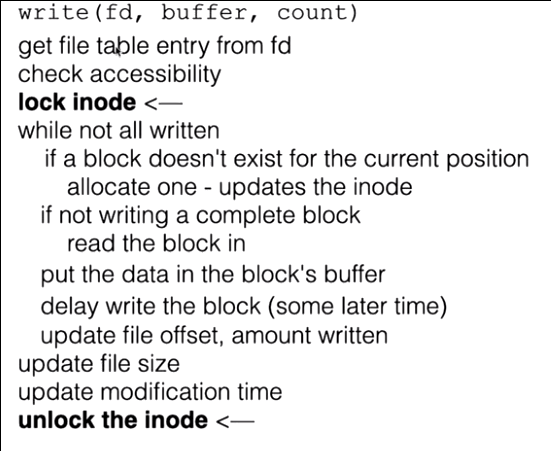 write(fd, buffer, count)
get file table entry from fd
check accessibility
lock inode <—
while not all written
if a block doesn't exist for the current position
allocate one - updates the inode
if not writing a complete block
read the block in
put the data in the block's buffer
delay write the block (some later time)
update file offset, amount written
update file size
update modification time
unlock the inode <—